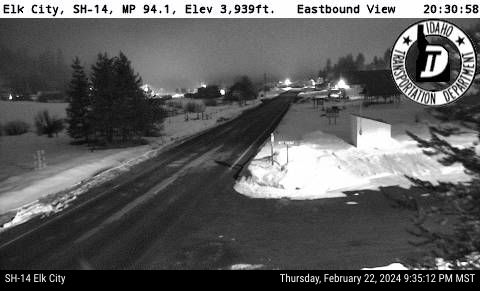 Elk City, SH-14, MP 94.1, Elev 3,939ft. Eastbound View 20:30:58
IDAHO
TRANSPORTATION DEPARTMENT
SH-14 Elk City Thursday, February 22, 2024 9:35:12 PM MST